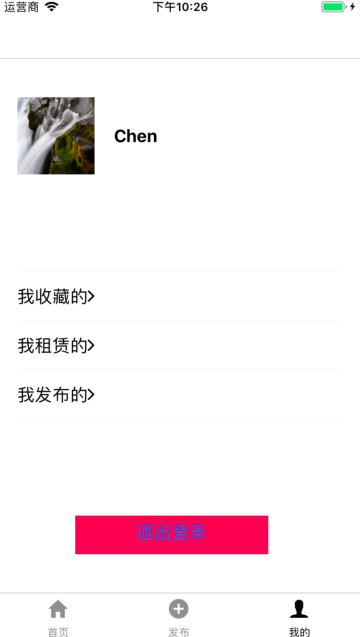 运营商 下午10:26
Chen
我收藏的
我租赁的
我发布的
退出登录
首页 发布 我的